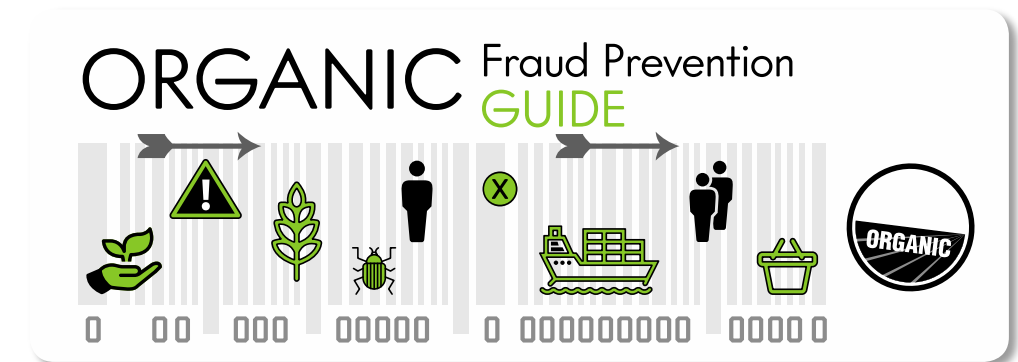 ORGANIC Fraud Prevention
GUIDE
!
X
ORGANIC
0 00 000 00000 0 000000000 0000 0